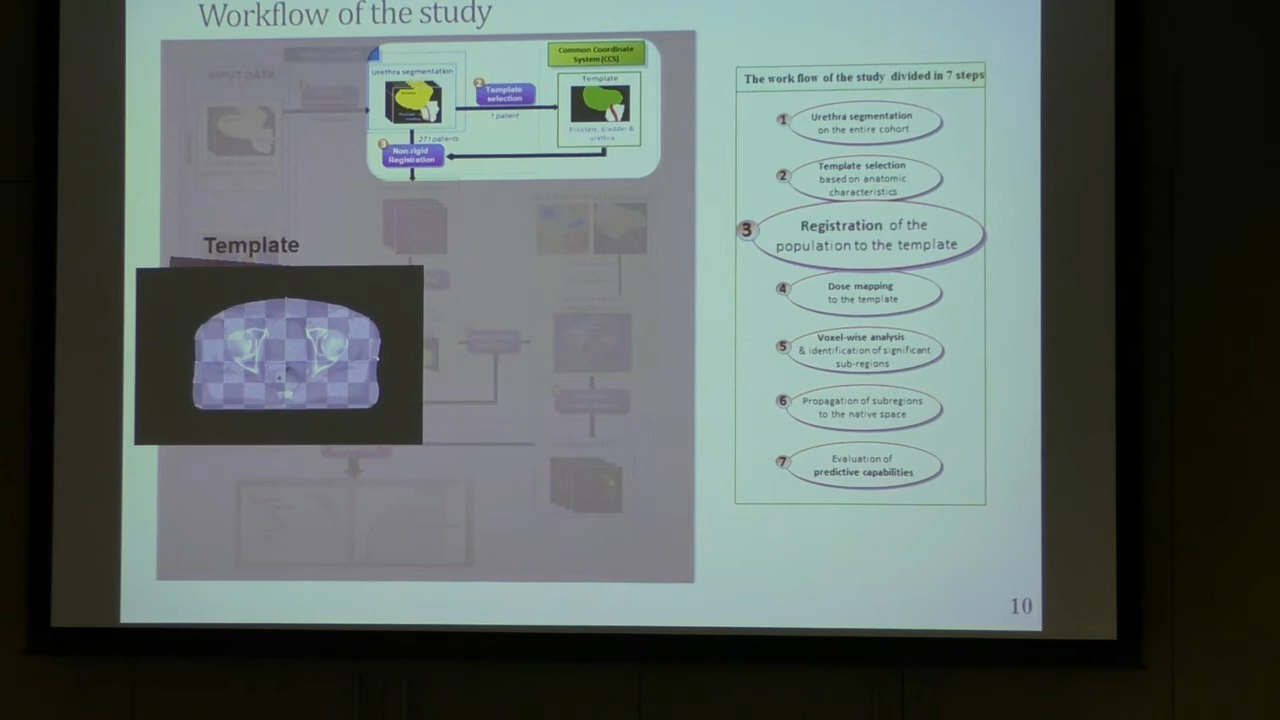 Workflow of the study
Common Coordinate
System (CCS)
Urethra segmentation
2
Template
selection
1 patient
Template
Prostate, bladder &
urethra
271 patients
3
Non-rigid
Registration
INPUT DATA
Template
The work flow of the study divided in 7 steps
1
Urethra segmentation
on the entire cohort
2
Template selection
based on anatomic
characteristics
3
Registration of the
population to the template
4
Dose mapping
to the template
5
Voxel-wise analysis
& identification of significant
sub-regions
6
Propagation of subregions
to the native space
7
Evaluation of
predictive capabilities
10